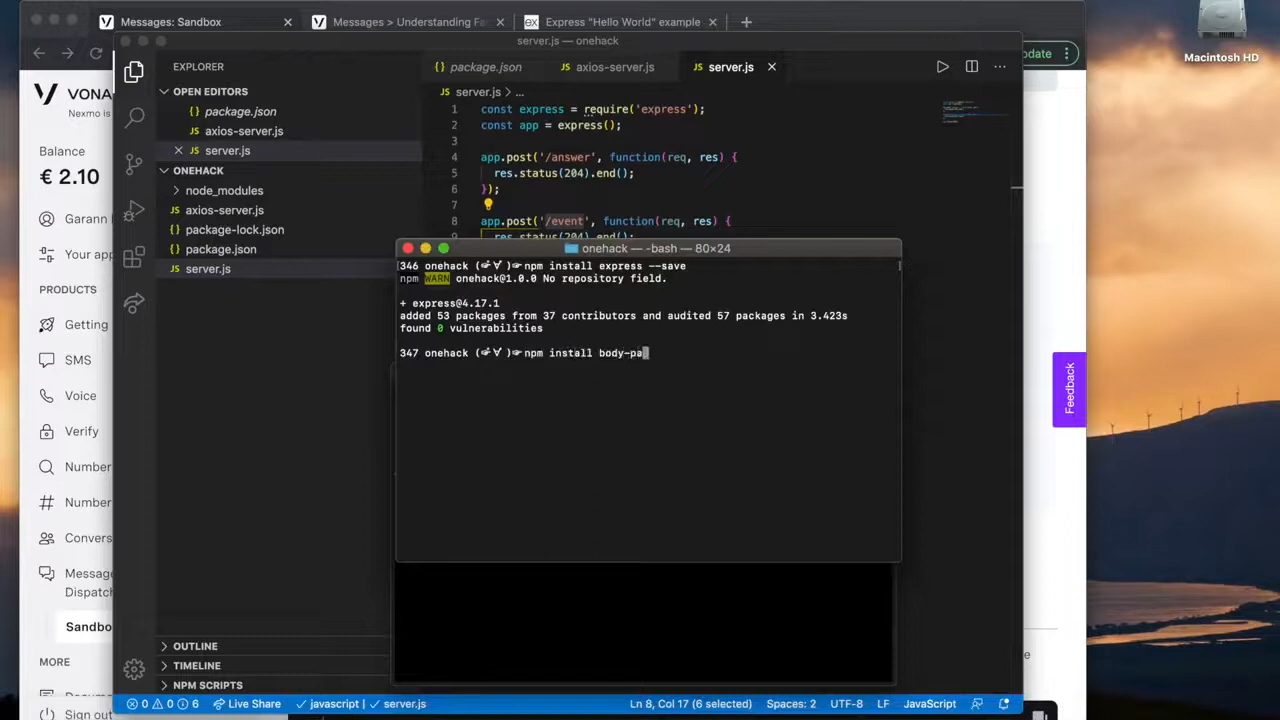 Messages: Sandbox
Messages > Understanding Fa
Express "Hello World" example
server.js — onehack
pdate
Macintosh HD
VONA
Nexmo is
Balance
€ 2.10
Garann
Your app
PRODUCTS
Getting
SMS
Voice
Verify
Number
Number
Convers
Message
Dispatch
Sandbo
MORE
Docume
Sign out
EXPLORER
OPEN EDITORS
package.json
axios-server.js
server.js
ONEHACK
node_modules
axios-server.js
package-lock.json
package.json
server.js
OUTLINE
TIMELINE
NPM SCRIPTS
package.json
axios-server.js
server.js
server.js > ...
1 const express = require('express');
2 const app = express();
3
4 app.post('/answer', function(req, res) {
5 res.status(204).end();
6 });
7
8 app.post('/event', function(req, res) {
9 res.status(204).end();
onehack — -bash — 80×24
346 onehack (☞ ∀ )☞npm install express --save
npm WARN onehack@1.0.0 No repository field.
+ express@4.17.1
added 53 packages from 37 contributors and audited 57 packages in 3.423s
found 0 vulnerabilities
347 onehack (☞ ∀ )☞npm install body-pa
Feedback
0 0 6
Live Share
javascript
server.js
Ln 8, Col 17 (6 selected)
Spaces: 2
UTF-8
LF
JavaScript